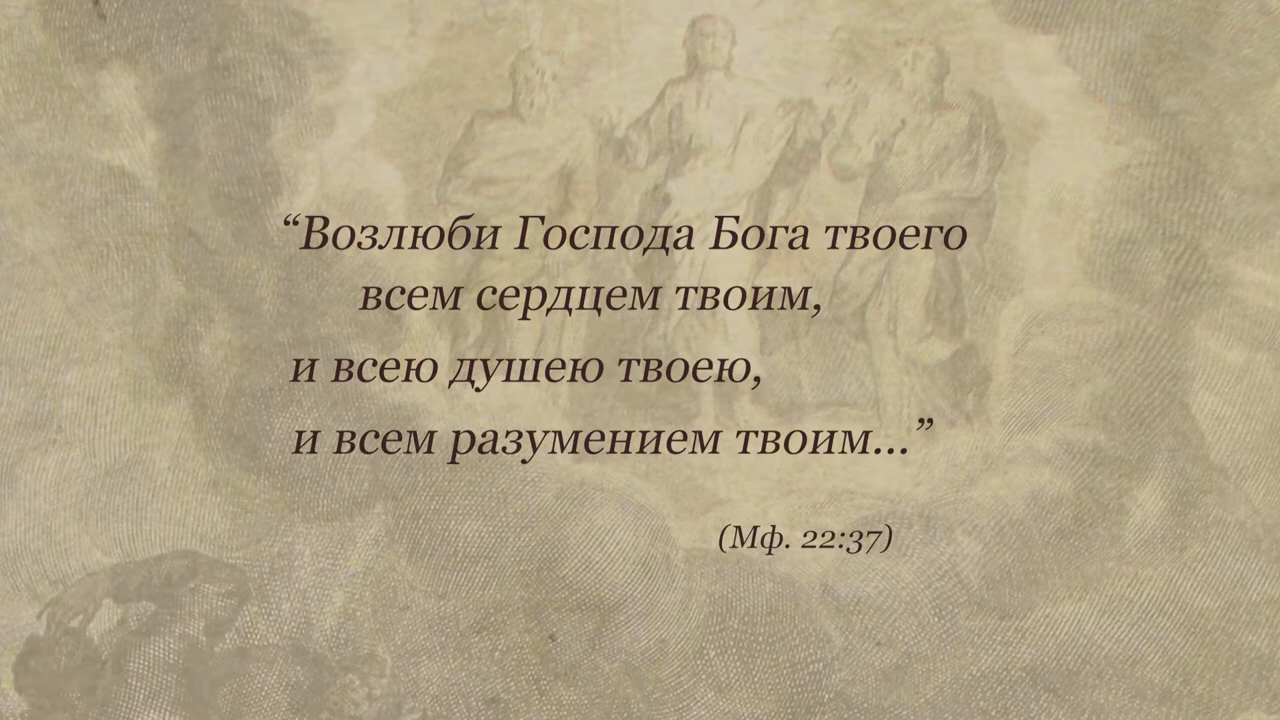 “Возлюби Господа Бога твоего
всем сердцем твоим,
и всею душею твоею,
и всем разумением твоим...”
(Мф. 22:37)